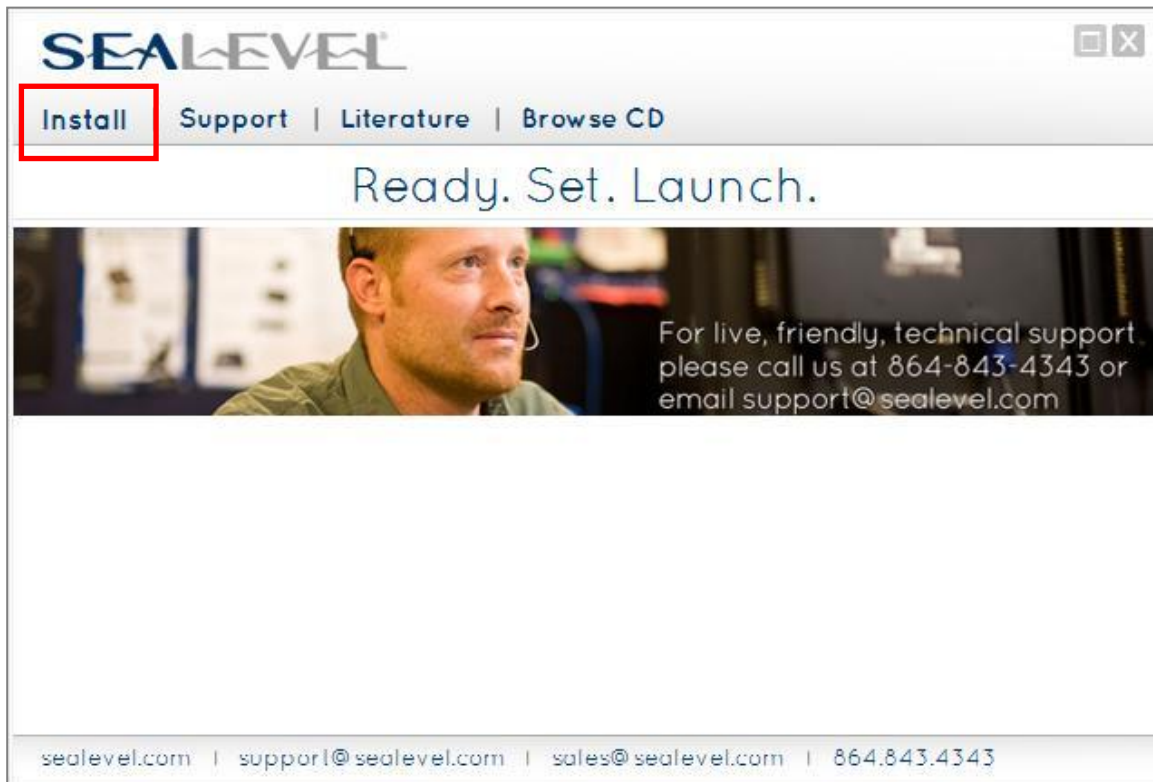 SEALEVEL
Install Support | Literature | Browse CD
Ready. Set. Launch.
For live, friendly, technical support
please call us at 864-843-4343 or
email support@sealevel.com
sealevel.com | support@sealevel.com | sales@sealevel.com | 864.843.4343